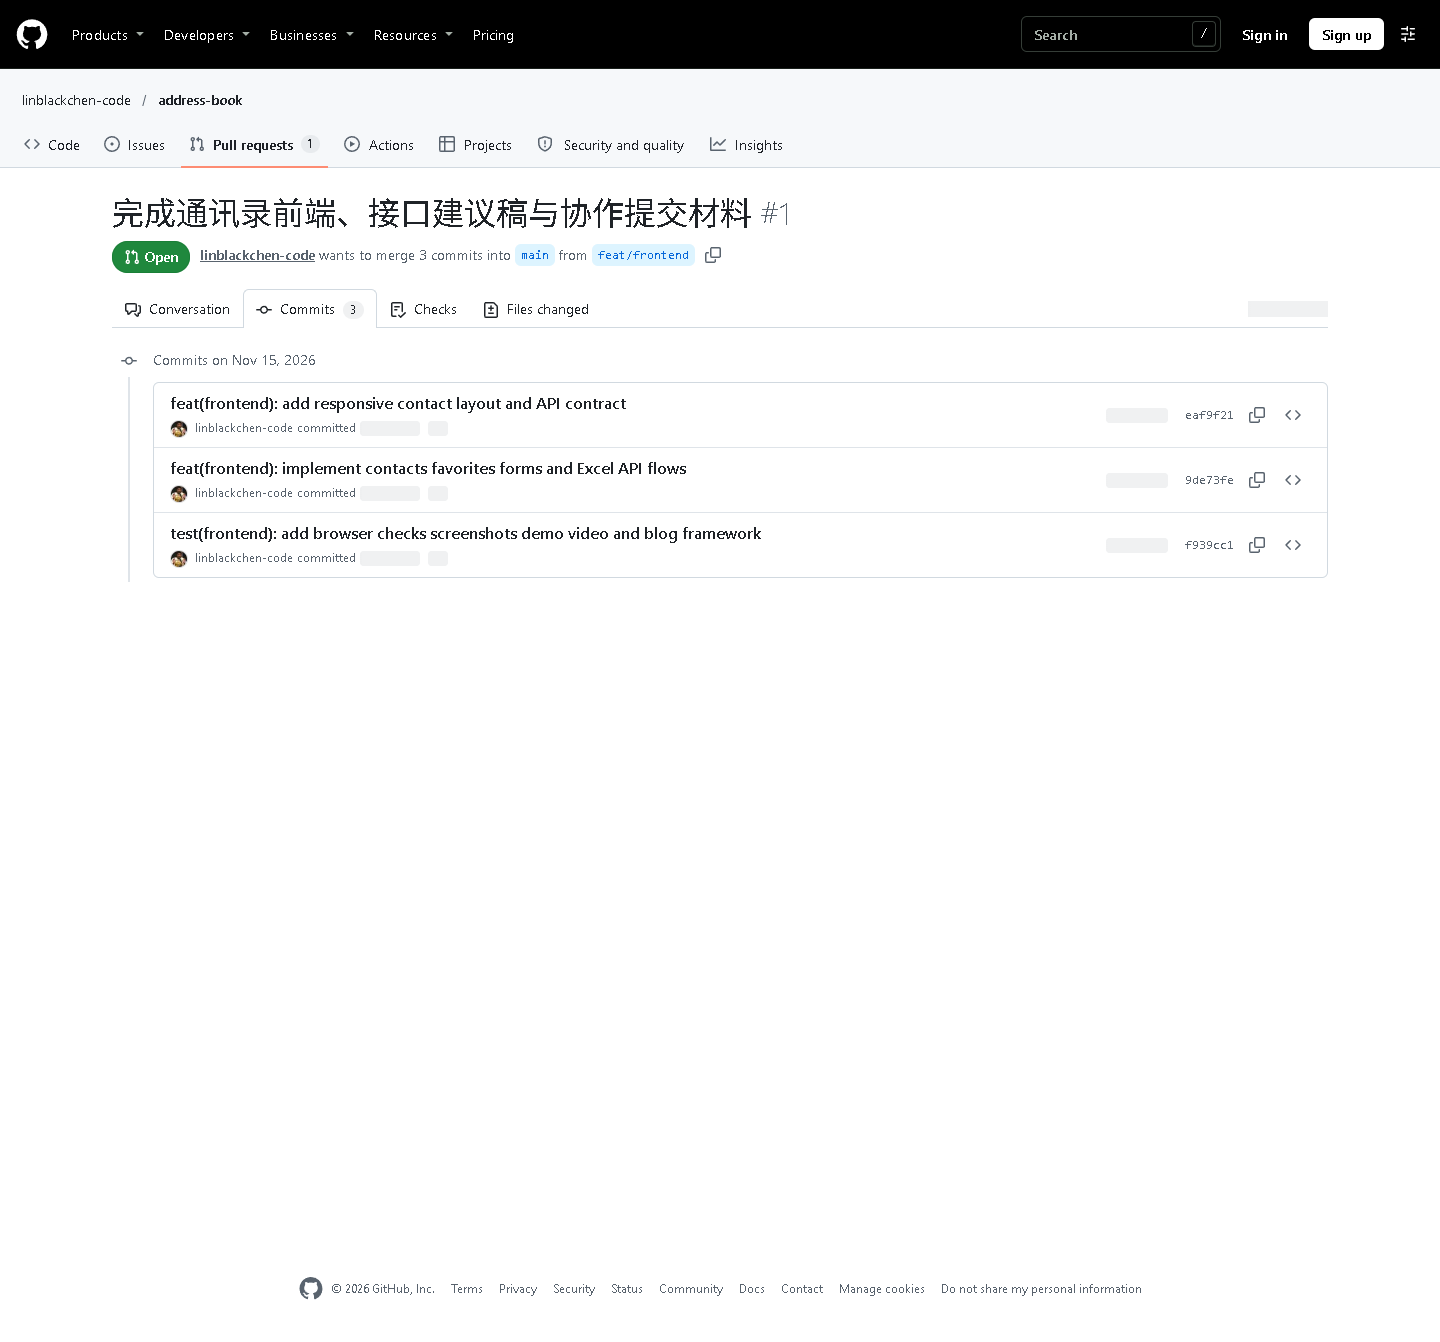 Products Developers Businesses Resources Pricing Search / Sign in Sign up
linblackchen-code / address-book
Code Issues Pull requests 1 Actions Projects Security and quality Insights
完成通讯录前端、接口建议稿与协作提交材料 #1
Open linblackchen-code wants to merge 3 commits into main from feat/frontend
Conversation Commits 3 Checks Files changed
Commits on Nov 15, 2026
feat(frontend): add responsive contact layout and API contract
linblackchen-code committed eaf9f21
feat(frontend): implement contacts favorites forms and Excel API flows
linblackchen-code committed 9de73fe
test(frontend): add browser checks screenshots demo video and blog framework
linblackchen-code committed f939cc1
© 2026 GitHub, Inc. Terms Privacy Security Status Community Docs Contact Manage cookies Do not share my personal information